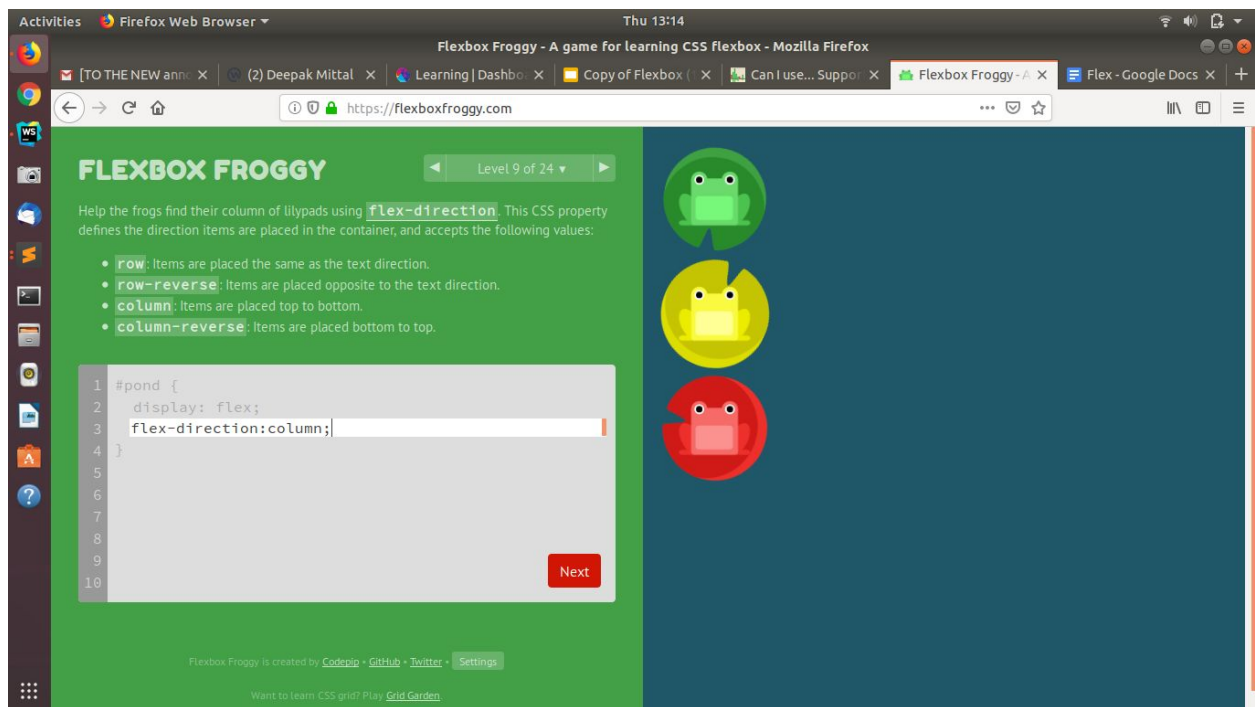 Activities Firefox Web Browser ▾ Thu 13:14
Flexbox Froggy - A game for learning CSS flexbox - Mozilla Firefox
[TO THE NEW anno (2) Deepak Mittal Learning | Dashbo Copy of Flexbox ( Can I use... Suppor Flexbox Froggy - A Flex - Google Docs
https://flexboxfroggy.com
FLEXBOX FROGGY
Level 9 of 24 ▾
Help the frogs find their column of lilypads using flex-direction. This CSS property
defines the direction items are placed in the container, and accepts the following values:
• row: Items are placed the same as the text direction.
• row-reverse: Items are placed opposite to the text direction.
• column: Items are placed top to bottom.
• column-reverse: Items are placed bottom to top.
1 #pond {
2 display: flex;
3 flex-direction:column;
4 }
5
6
7
8
9
10
Next
Flexbox Froggy is created by Codepip • GitHub • Twitter • Settings
Want to learn CSS grid? Play Grid Garden.
WS